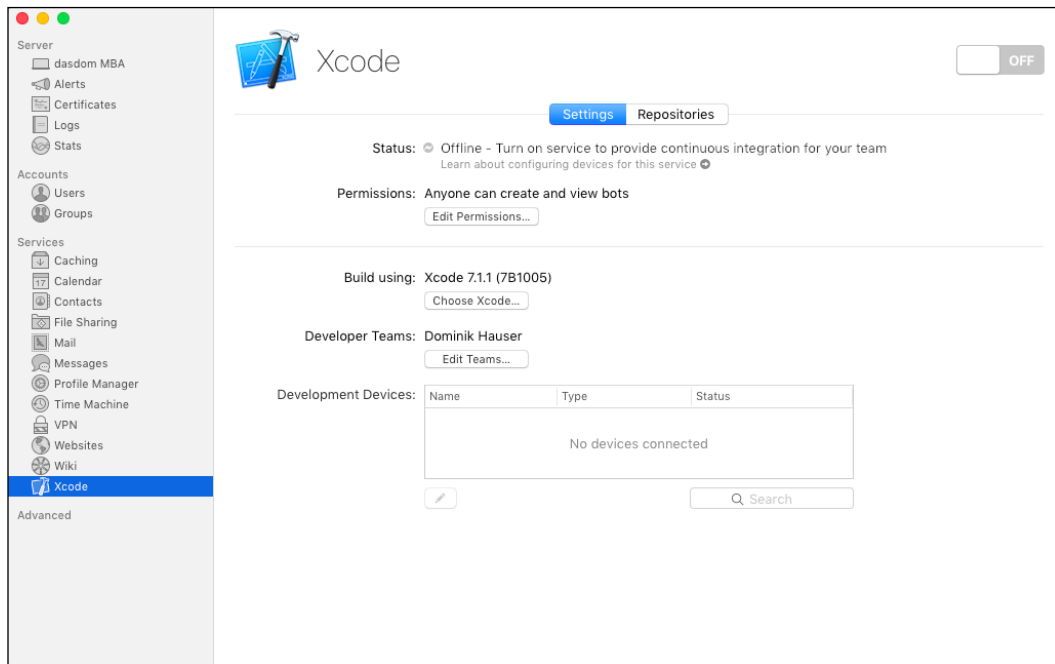 Server
dasdom MBA
Alerts
Certificates
Logs
Stats
Accounts
Users
Groups
Services
Caching
17 Calendar
Contacts
File Sharing
Mail
Messages
Profile Manager
Time Machine
VPN
Websites
Wiki
Xcode
Advanced
Xcode
OFF
Settings Repositories
Status: Offline - Turn on service to provide continuous integration for your team
Learn about configuring devices for this service
Permissions: Anyone can create and view bots
Edit Permissions...
Build using: Xcode 7.1.1 (7B1005)
Choose Xcode...
Developer Teams: Dominik Hauser
Edit Teams...
Development Devices: Name Type Status
No devices connected
Search